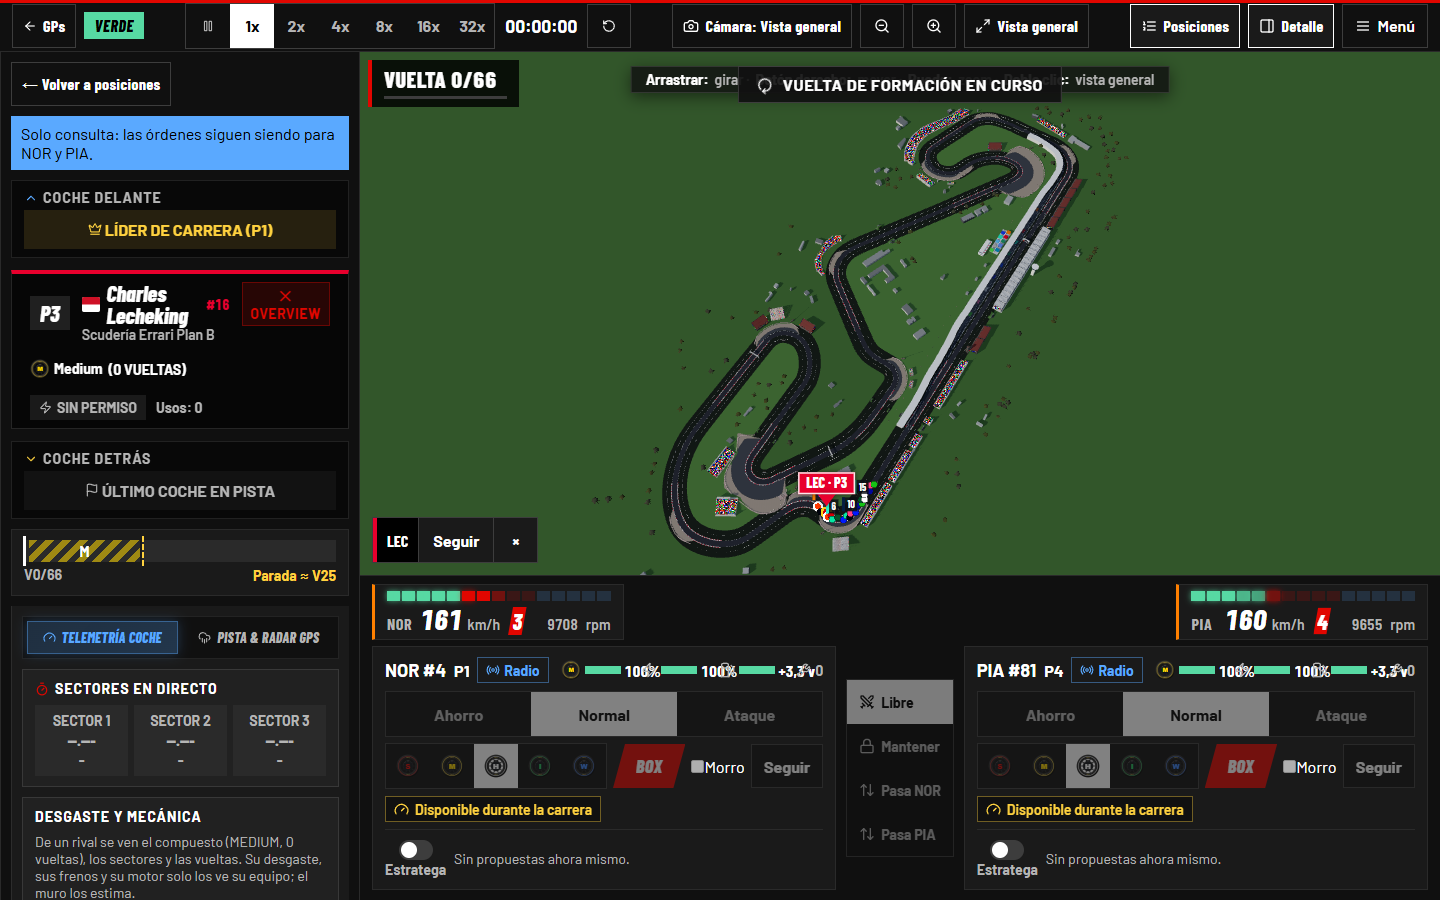 GPs
VERDE
1x
2x
4x
8x
16x
32x
00:00:00
Cámara: Vista general
Vista general
Posiciones
Detalle
Menú
Volver a posiciones
Solo consulta: las órdenes siguen siendo para
NOR y PIA.
COCHE DELANTE
LÍDER DE CARRERA (P1)
P3
Charles
Lecheking
#16
OVERVIEW
Scudería Errari Plan B
M
Medium (0 VUELTAS)
SIN PERMISO
Usos: 0
COCHE DETRÁS
ÚLTIMO COCHE EN PISTA
M
V0/66
Parada ≈ V25
TELEMETRÍA COCHE
PISTA & RADAR GPS
SECTORES EN DIRECTO
SECTOR 1
SECTOR 2
SECTOR 3
--.---
--.---
--.---
-
-
-
DESGASTE Y MECÁNICA
De un rival se ven el compuesto (MEDIUM, 0
vueltas), los sectores y las vueltas. Su desgaste,
sus frenos y su motor solo los ve su equipo; el
muro los estima.
VUELTA 0/66
Arrastrar: gira
vista general
VUELTA DE FORMACIÓN EN CURSO
LEC · P3
15
6
10
LEC
Seguir
×
NOR 161 km/h 3 9708 rpm
PIA 160 km/h 4 9655 rpm
NOR #4 P1
Radio
M
100%
100%
+3,3 v
0
Ahorro
Normal
Ataque
S
M
H
I
W
BOX
Morro
Seguir
Disponible durante la carrera
Estratega
Sin propuestas ahora mismo.
Libre
Mantener
Pasa NOR
Pasa PIA
PIA #81 P4
Radio
M
100%
100%
+3,3 v
0
Ahorro
Normal
Ataque
S
M
H
I
W
BOX
Morro
Seguir
Disponible durante la carrera
Estratega
Sin propuestas ahora mismo.